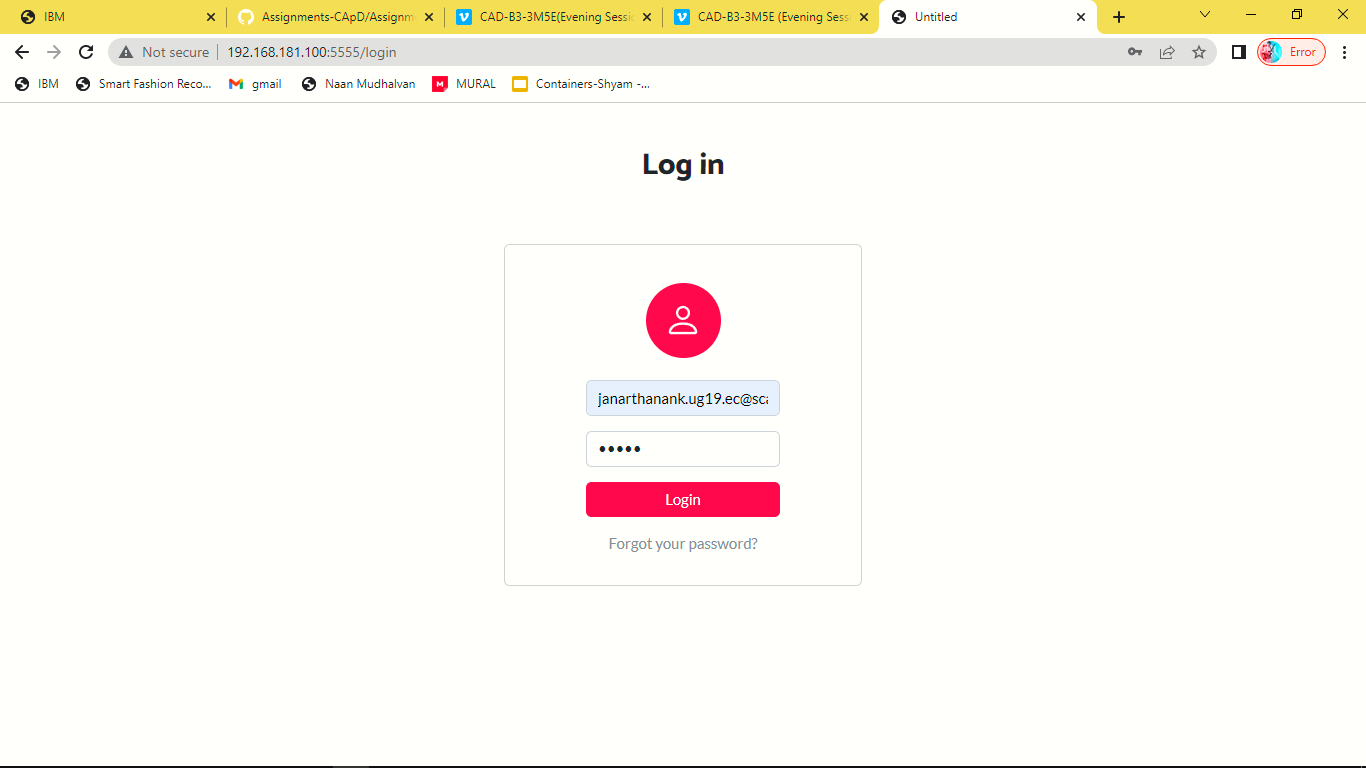 IBM
Assignments-CApD/Assignm
CAD-B3-3M5E(Evening Sessi
CAD-B3-3M5E (Evening Sess
Untitled
Not secure
192.168.181.100:5555/login
Error
IBM
Smart Fashion Reco...
gmail
Naan Mudhalvan
M
MURAL
Containers-Shyam -...
Log in
janarthanank.ug19.ec@sca
•••••
Login
Forgot your password?